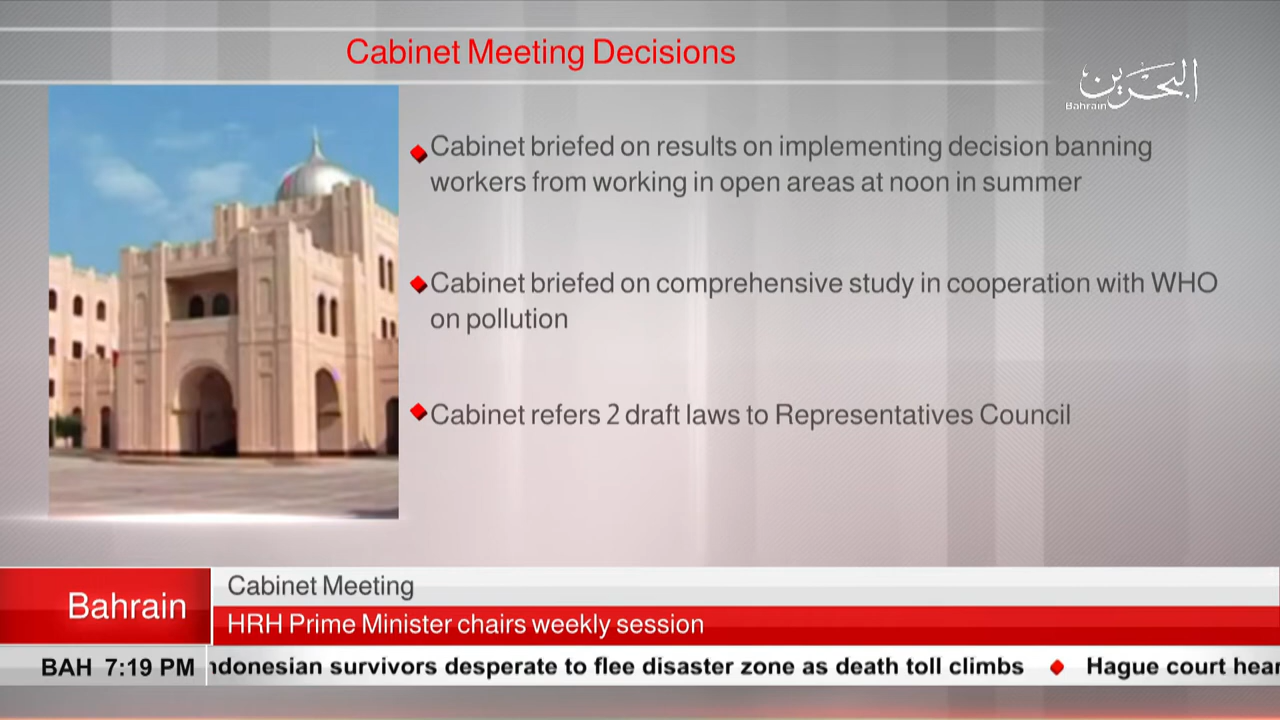 Cabinet Meeting Decisions
البحرين
Bahrain
Cabinet briefed on results on implementing decision banning
workers from working in open areas at noon in summer
Cabinet briefed on comprehensive study in cooperation with WHO
on pollution
Cabinet refers 2 draft laws to Representatives Council
Bahrain
Cabinet Meeting
HRH Prime Minister chairs weekly session
BAH 7:19 PM
ndonesian survivors desperate to flee disaster zone as death toll climbs Hague court hear